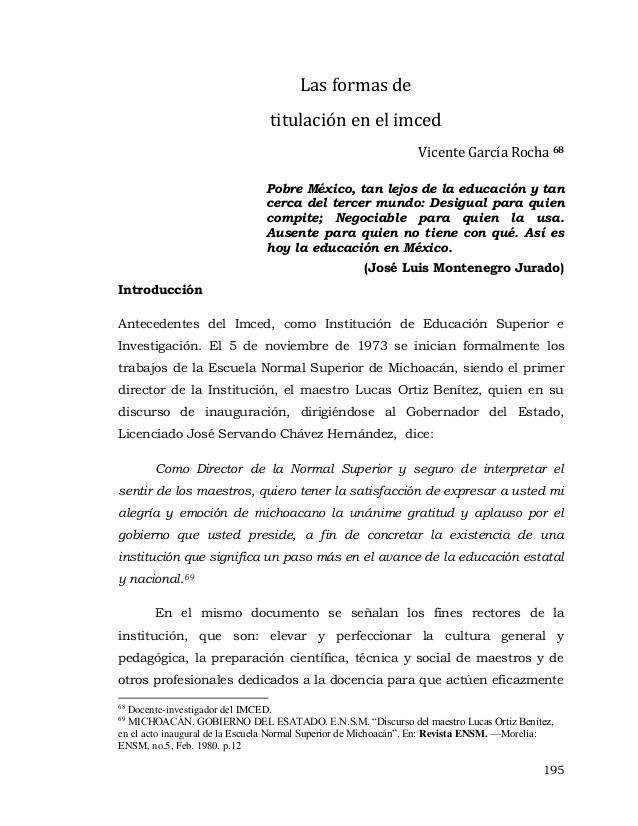 Las formas de
titulación en el imced
Vicente García Rocha 68
Pobre México, tan lejos de la educación y tan
cerca del tercer mundo: Desigual para quien
compite; Negociable para quien la usa.
Ausente para quien no tiene con qué. Así es
hoy la educación en México.
(José Luis Montenegro Jurado)
Introducción
Antecedentes del Imced, como Institución de Educación Superior e
Investigación. El 5 de noviembre de 1973 se inician formalmente los
trabajos de la Escuela Normal Superior de Michoacán, siendo el primer
director de la Institución, el maestro Lucas Ortiz Benítez, quien en su
discurso de inauguración, dirigiéndose al Gobernador del Estado,
Licenciado José Servando Chávez Hernández, dice:
Como Director de la Normal Superior y seguro de interpretar el
sentir de los maestros, quiero tener la satisfacción de expresar a usted mi
alegría y emoción de michoacano la unánime gratitud y aplauso por el
gobierno que usted preside, a fin de concretar la existencia de una
institución que significa un paso más en el avance de la educación estatal
y nacional.69
En el mismo documento se señalan los fines rectores de la
institución, que son: elevar y perfeccionar la cultura general y
pedagógica, la preparación científica, técnica y social de maestros y de
otros profesionales dedicados a la docencia para que actúen eficazmente
68 Docente-investigador del IMCED.
69 MICHOACÁN. GOBIERNO DEL ESATADO. E.N.S.M. “Discurso del maestro Lucas Ortiz Benítez,
en el acto inaugural de la Escuela Normal Superior de Michoacán”. En: Revista ENSM. —Morelia:
ENSM, no.5, Feb. 1980. p.12
195